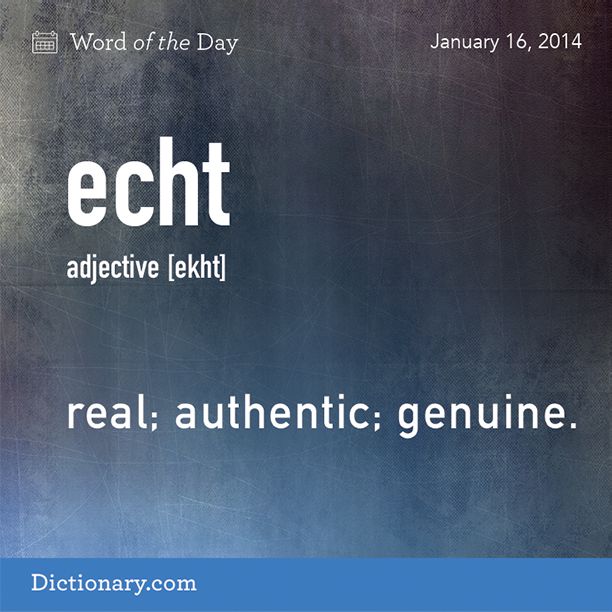 Word of the Day
January 16, 2014
echt
adjective [ekht]
real; authentic; genuine.
Dictionary.com